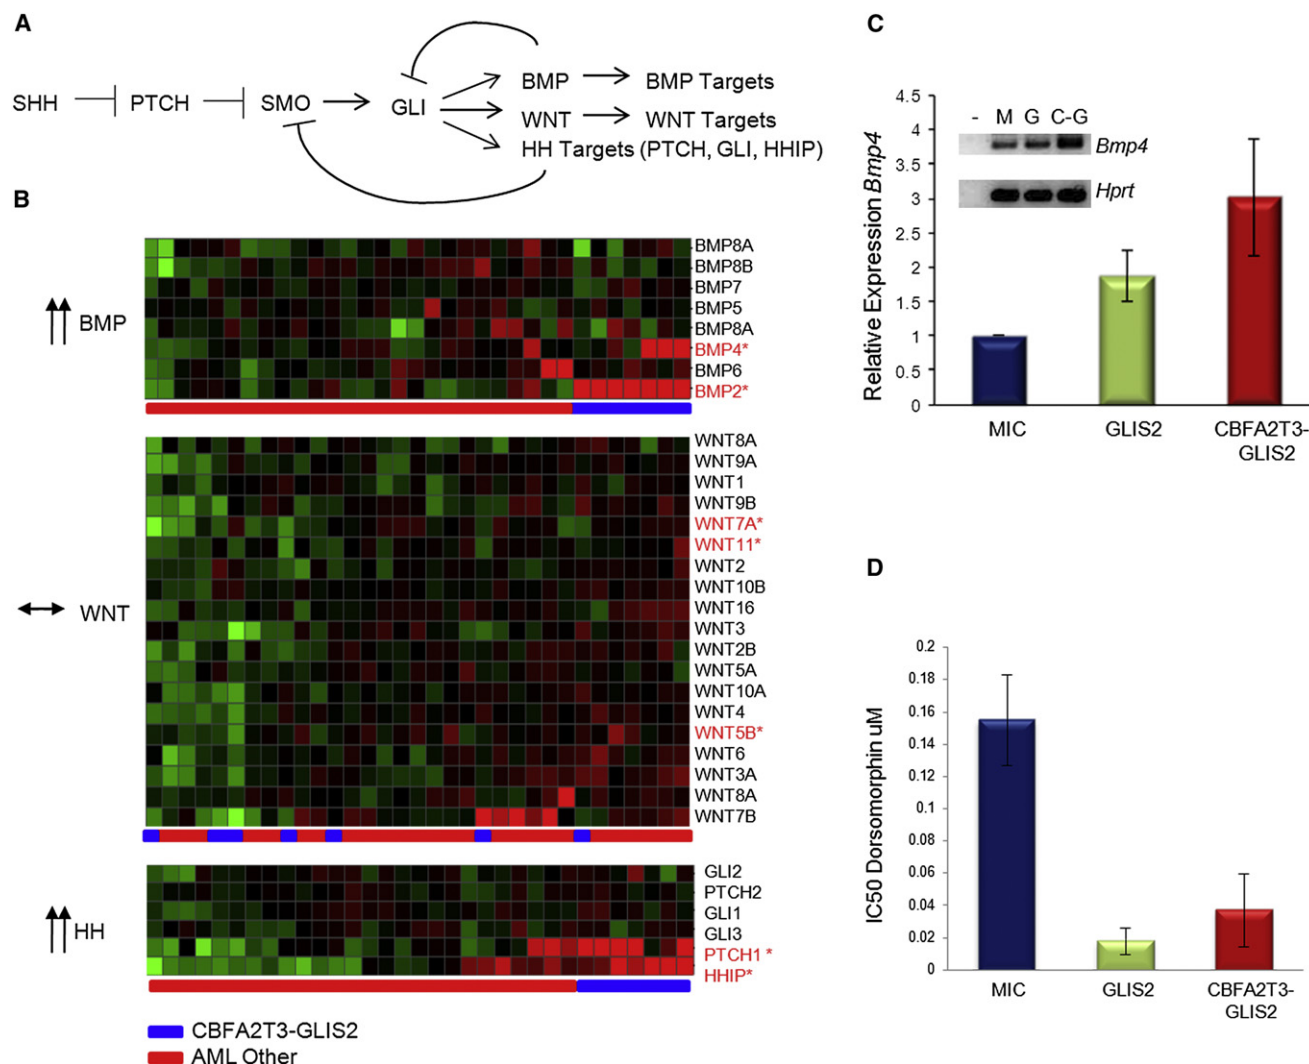 A
SHH
PTCH
SMO
GLI
BMP
BMP Targets
WNT
WNT Targets
HH Targets (PTCH, GLI, HHIP)
B
BMP
BMP8A
BMP8B
BMP7
BMP5
BMP8A
BMP4*
BMP6
BMP2*
WNT
WNT8A
WNT9A
WNT1
WNT9B
WNT7A*
WNT11*
WNT2
WNT10B
WNT16
WNT3
WNT2B
WNT5A
WNT10A
WNT4
WNT5B*
WNT6
WNT3A
WNT8A
WNT7B
HH
GLI2
PTCH2
GLI1
GLI3
PTCH1 *
HHIP*
CBFA2T3-GLIS2
AML Other
C
Relative Expression Bmp4
4.5
4
3.5
3
2.5
2
1.5
1
0.5
0
- M G C-G
Bmp4
Hprt
MIC
GLIS2
CBFA2T3-
GLIS2
D
IC50 Dorsomorphin uM
0.2
0.18
0.16
0.14
0.12
0.1
0.08
0.06
0.04
0.02
0
MIC
GLIS2
CBFA2T3-
GLIS2